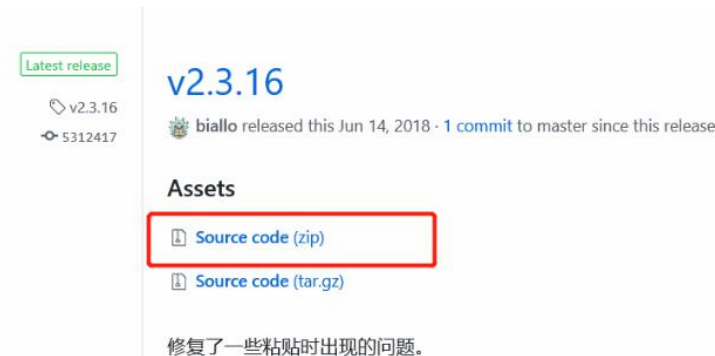 Latest release
v2.3.16
5312417
v2.3.16
biallo released this Jun 14, 2018 · 1 commit to master since this release
Assets
Source code (zip)
Source code (tar.gz)
修复了一些粘贴时出现的问题。